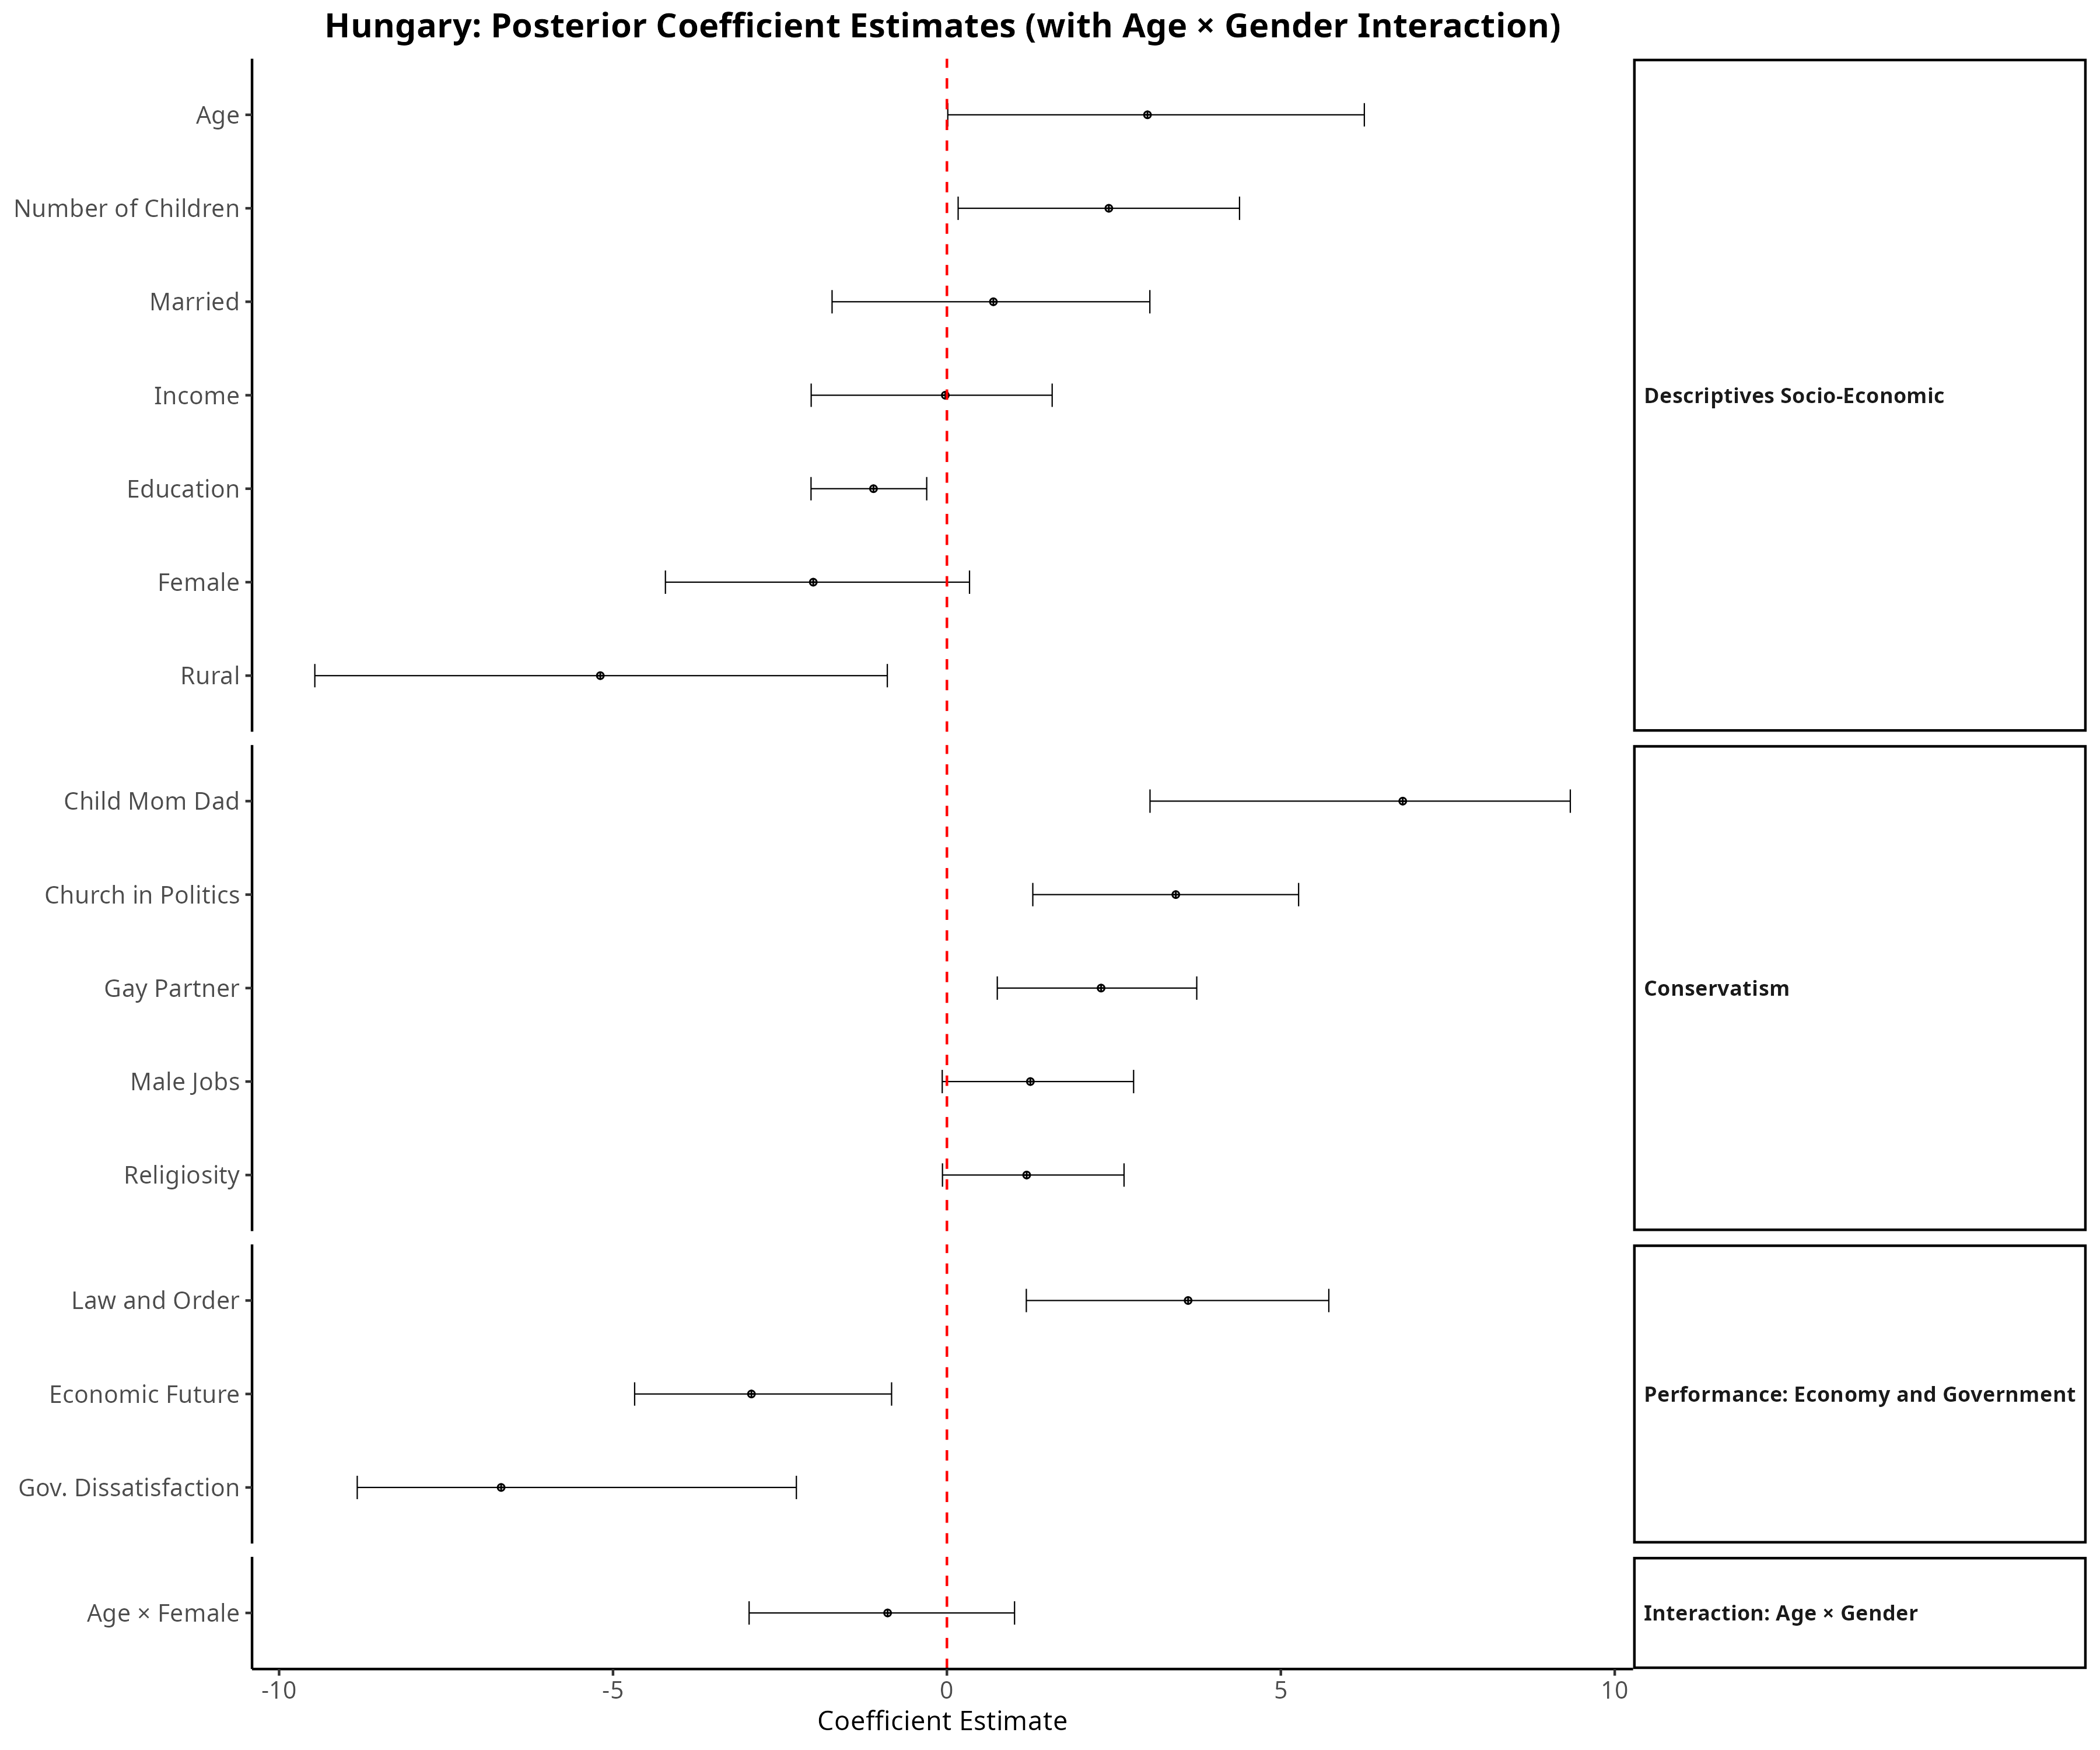 Hungary: Posterior Coefficient Estimates (with Age × Gender Interaction)
Age
Number of Children
Married
Income
Education
Female
Rural
Descriptives Socio-Economic
Child Mom Dad
Church in Politics
Gay Partner
Male Jobs
Religiosity
Conservatism
Law and Order
Economic Future
Gov. Dissatisfaction
Performance: Economy and Government
Age × Female
Interaction: Age × Gender
-10 -5 0 5 10
Coefficient Estimate